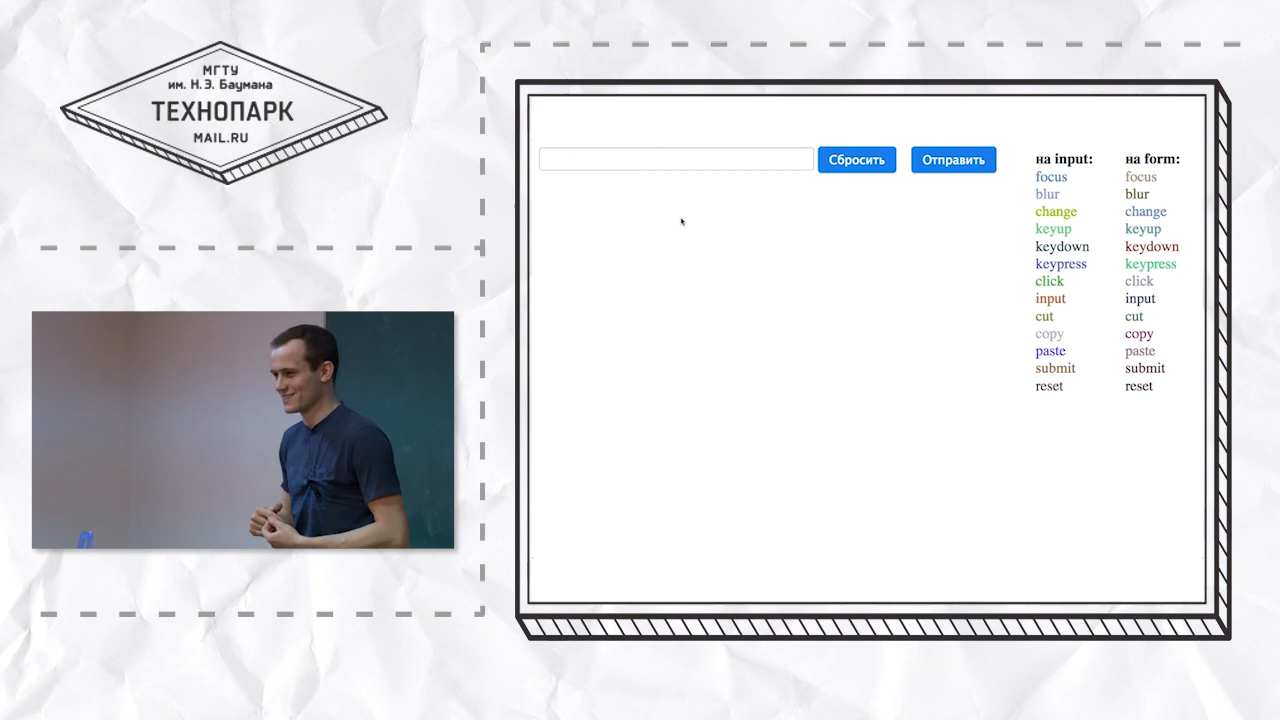 МГТУ
им. Н.Э. Баумана
ТЕХНОПАРК
MAIL.RU
Сбросить
Отправить
на input:
focus
blur
change
keyup
keydown
keypress
click
input
cut
copy
paste
submit
reset
на form:
focus
blur
change
keyup
keydown
keypress
click
input
cut
copy
paste
submit
reset